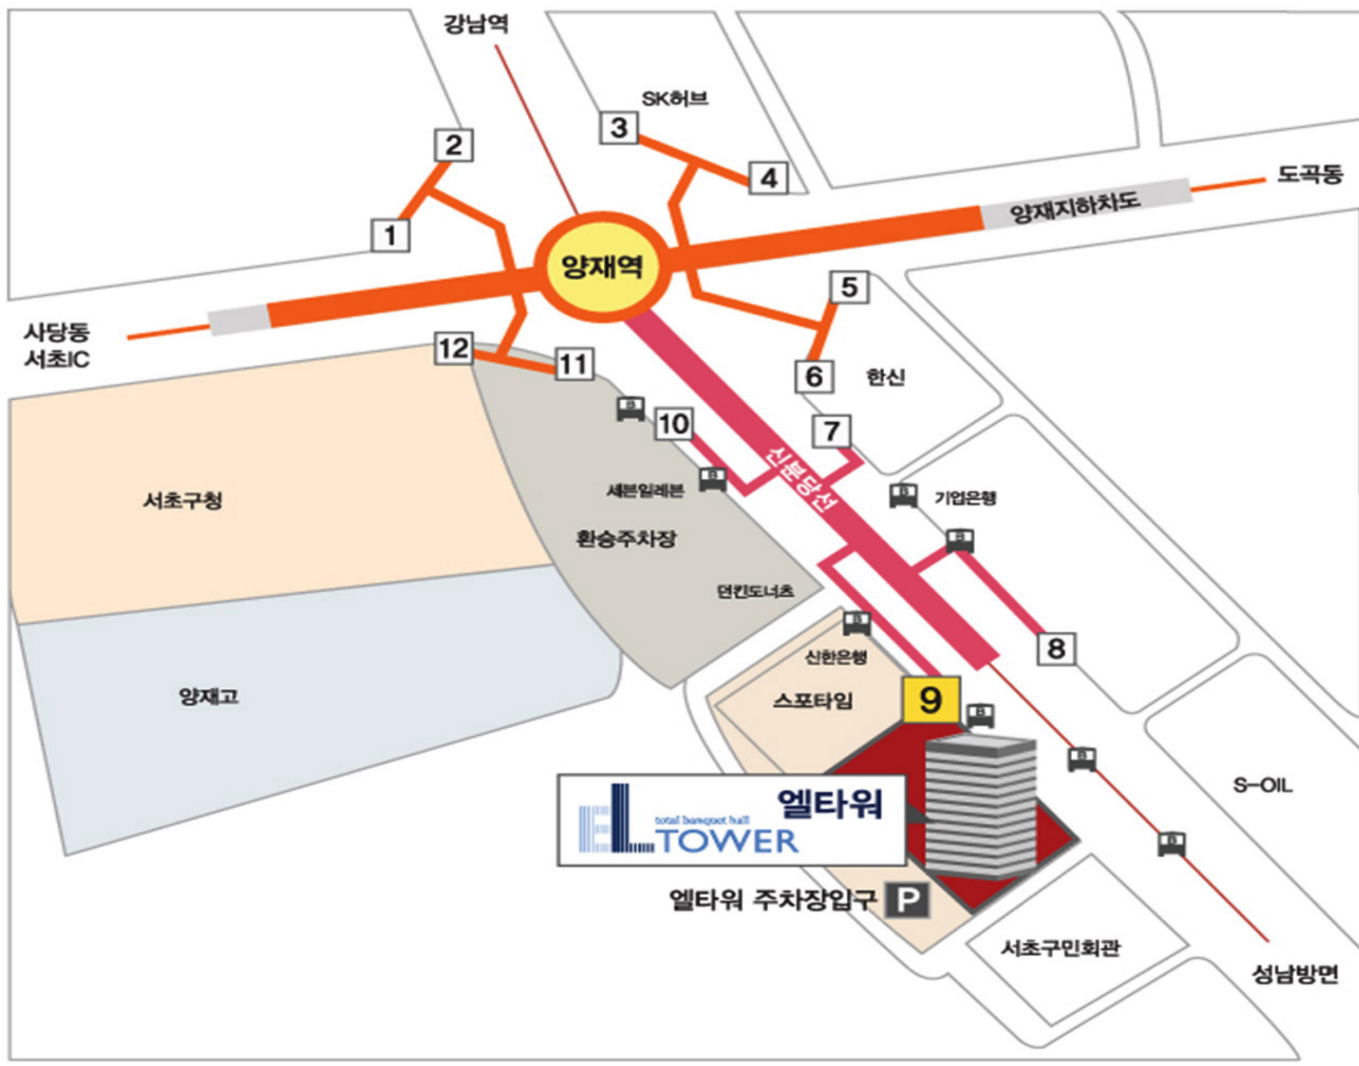 강남역
SK허브
3
2
4
도곡동
양재지하차도
1
양재역
5
사당동
서초IC
12
11
6
한신
10
7
신분당선
세븐일레븐
기업은행
서초구청
환승주차장
던킨도너츠
B
B
B
B
B
B
B
B
8
신한은행
양재고
스포타임
9
S-OIL
엘타워
total banquet hall
EL TOWER
엘타워 주차장입구 P
서초구민회관
성남방면